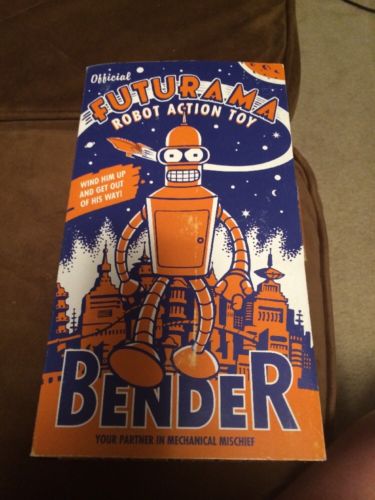 Official
FUTURAMA
ROBOT ACTION TOY
WIND HIM UP
AND GET OUT
OF HIS WAY!
BENDER
YOUR PARTNER IN MECHANICAL MISCHIEF